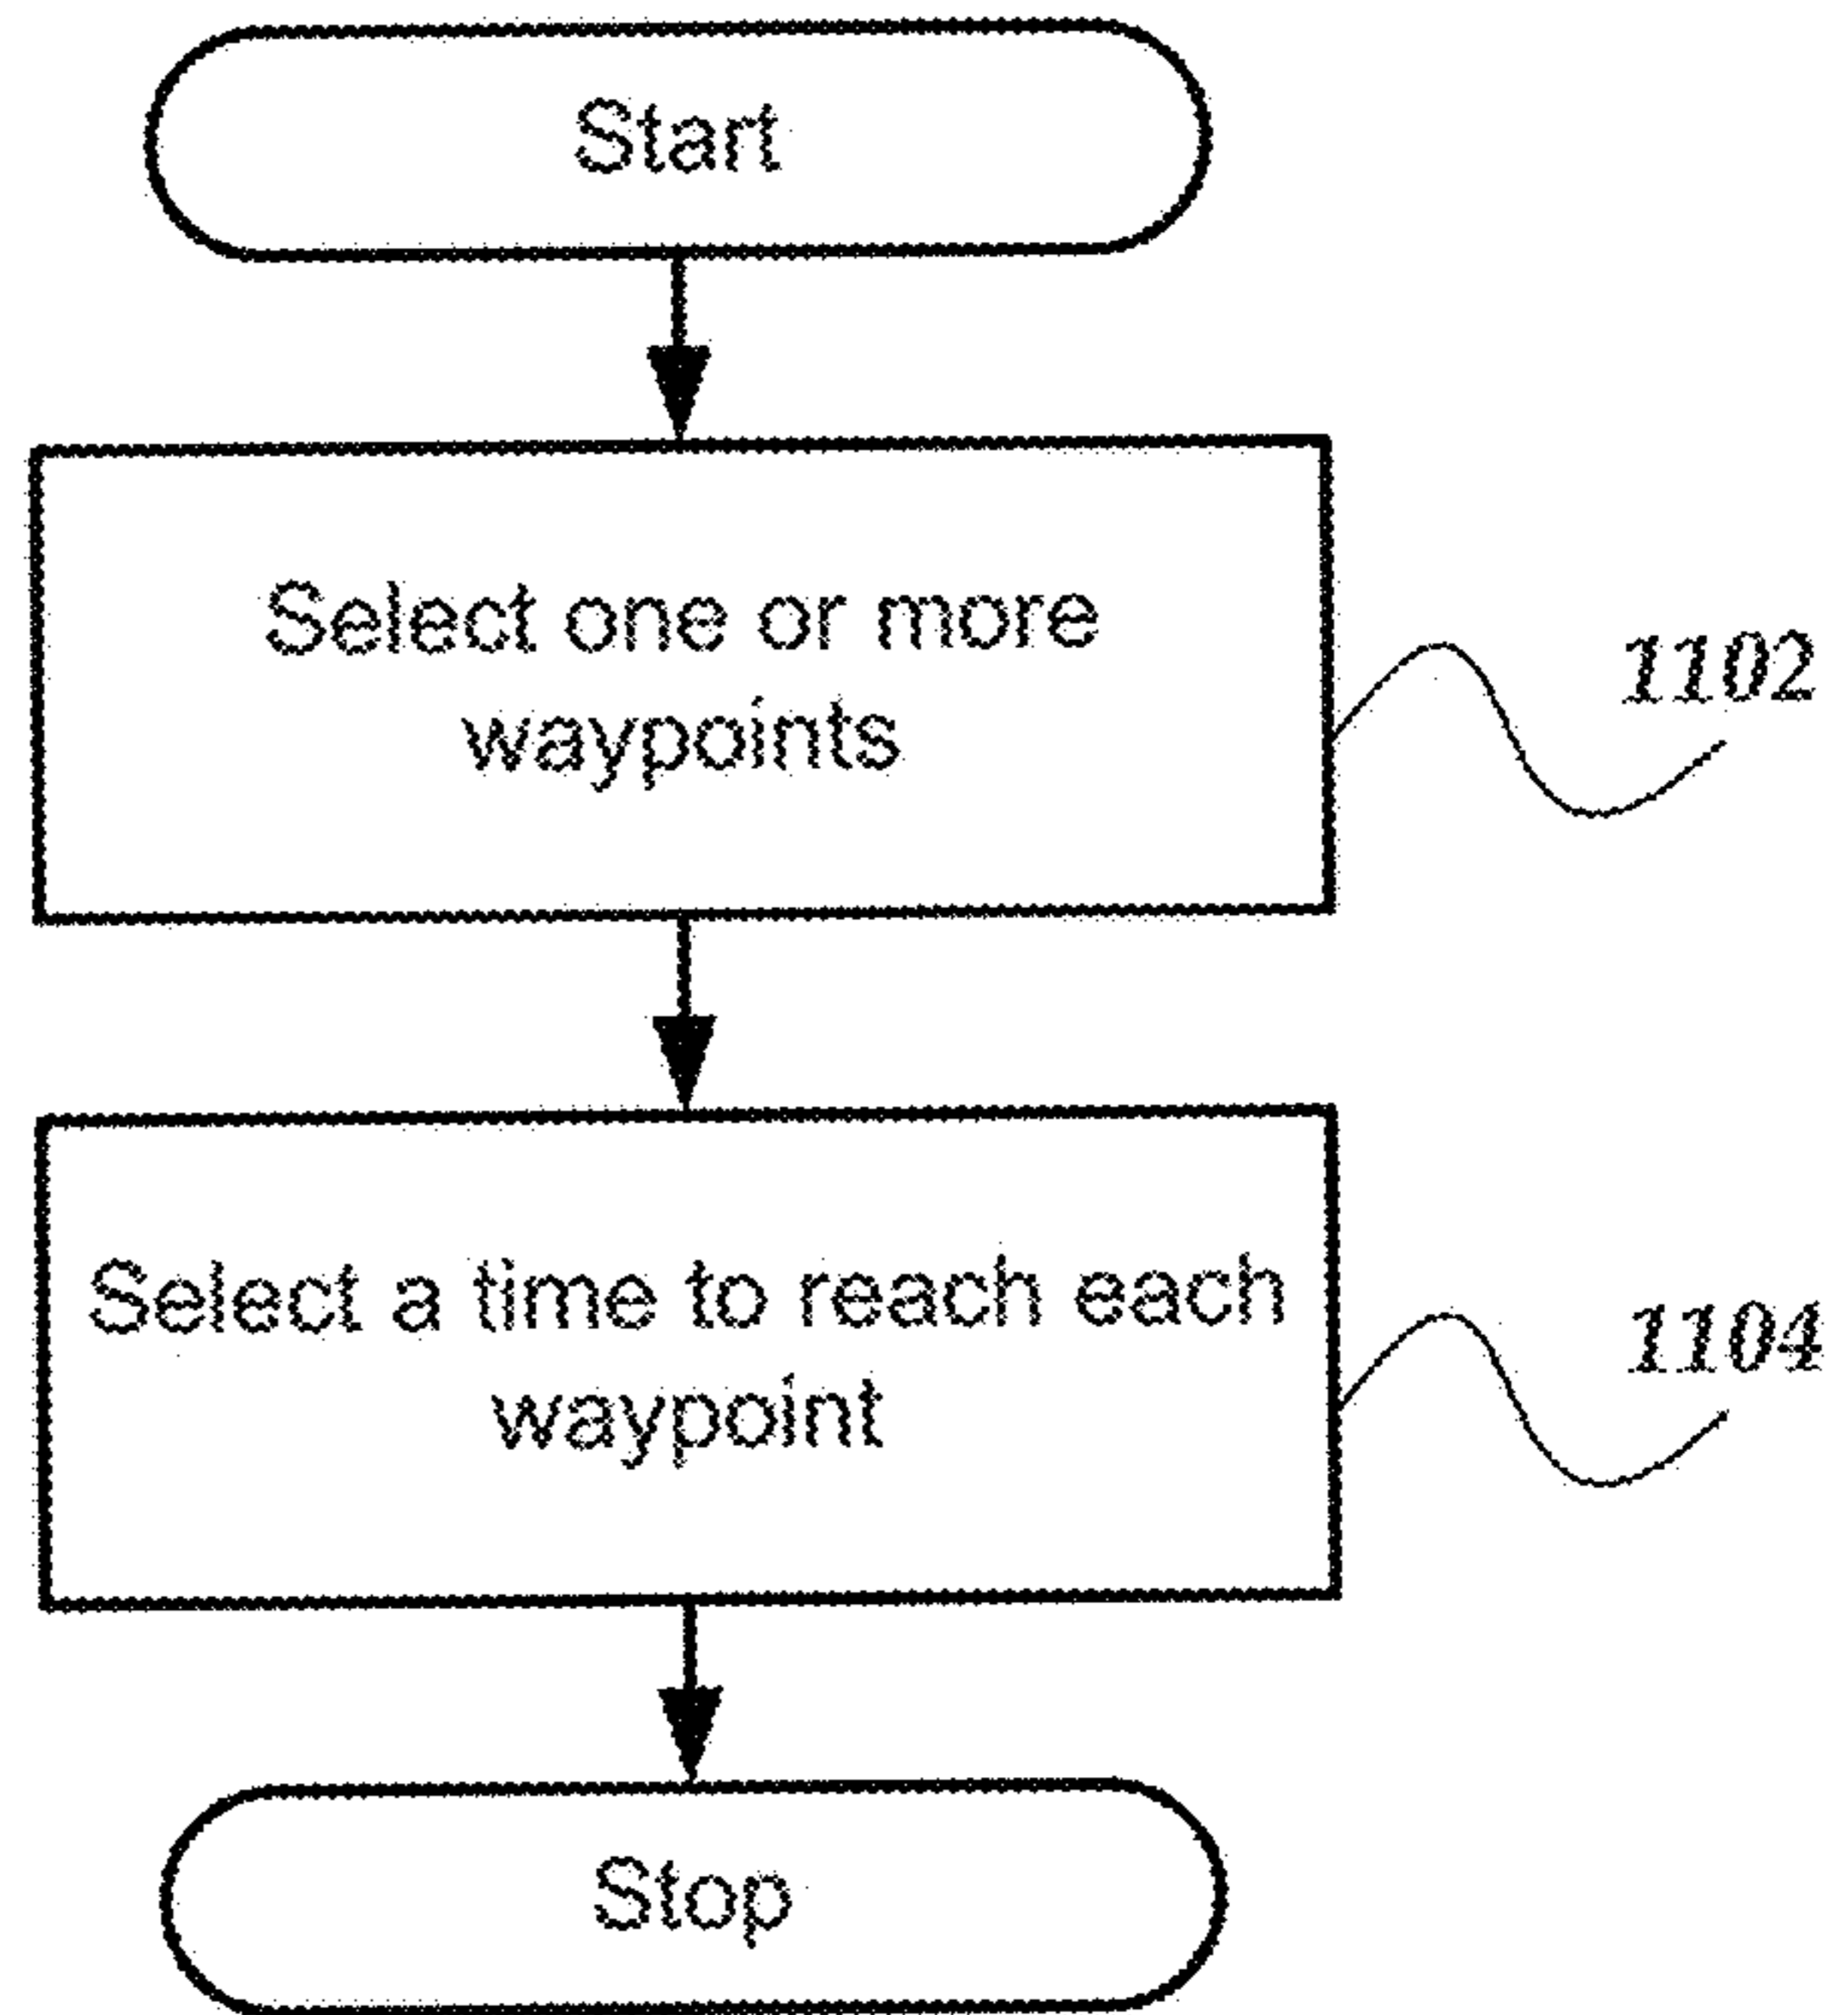 Start
Select one or more
waypoints
1102
Select a time to reach each
waypoint
1104
Stop